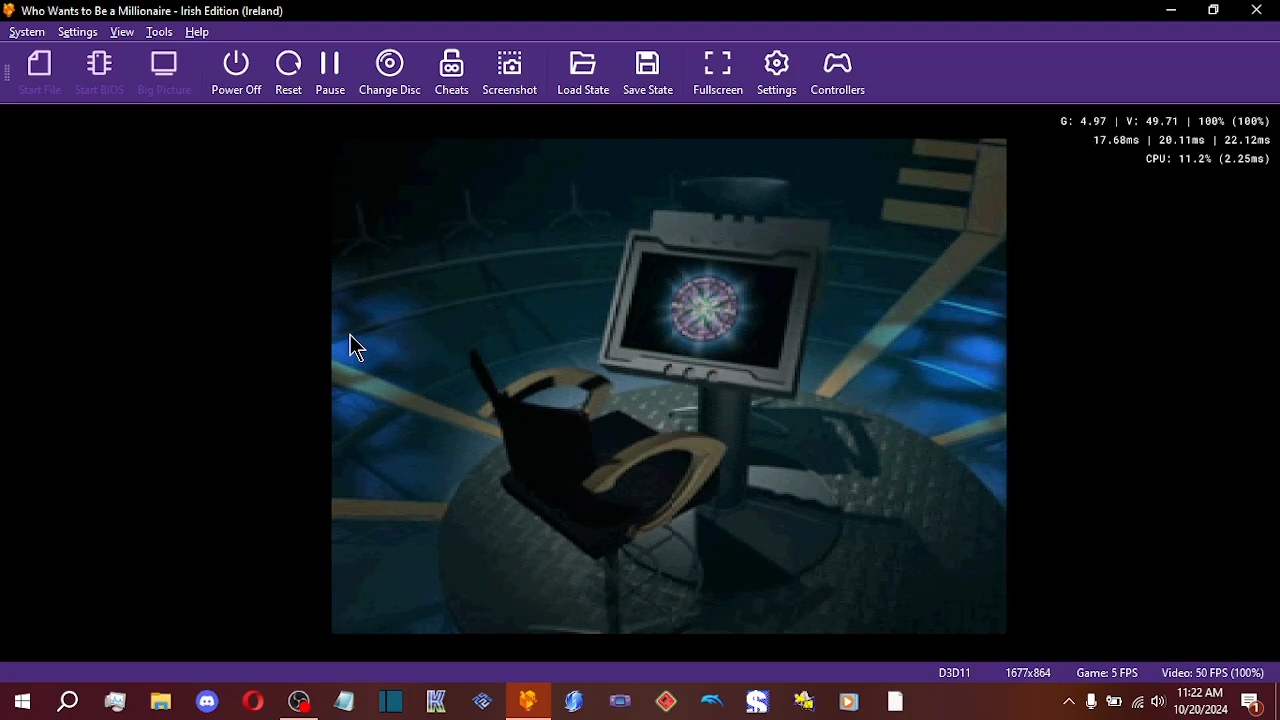 Who Wants to Be a Millionaire - Irish Edition (Ireland)
System Settings View Tools Help
Start File Start BIOS Big Picture Power Off Reset Pause Change Disc Cheats Screenshot Load State Save State Fullscreen Settings Controllers
G: 4.97 | V: 49.71 | 100% (100%)
17.68ms | 20.11ms | 22.12ms
CPU: 11.2% (2.25ms)
D3D11 1677x864 Game: 5 FPS Video: 50 FPS (100%)
11:22 AM
10/20/2024
1